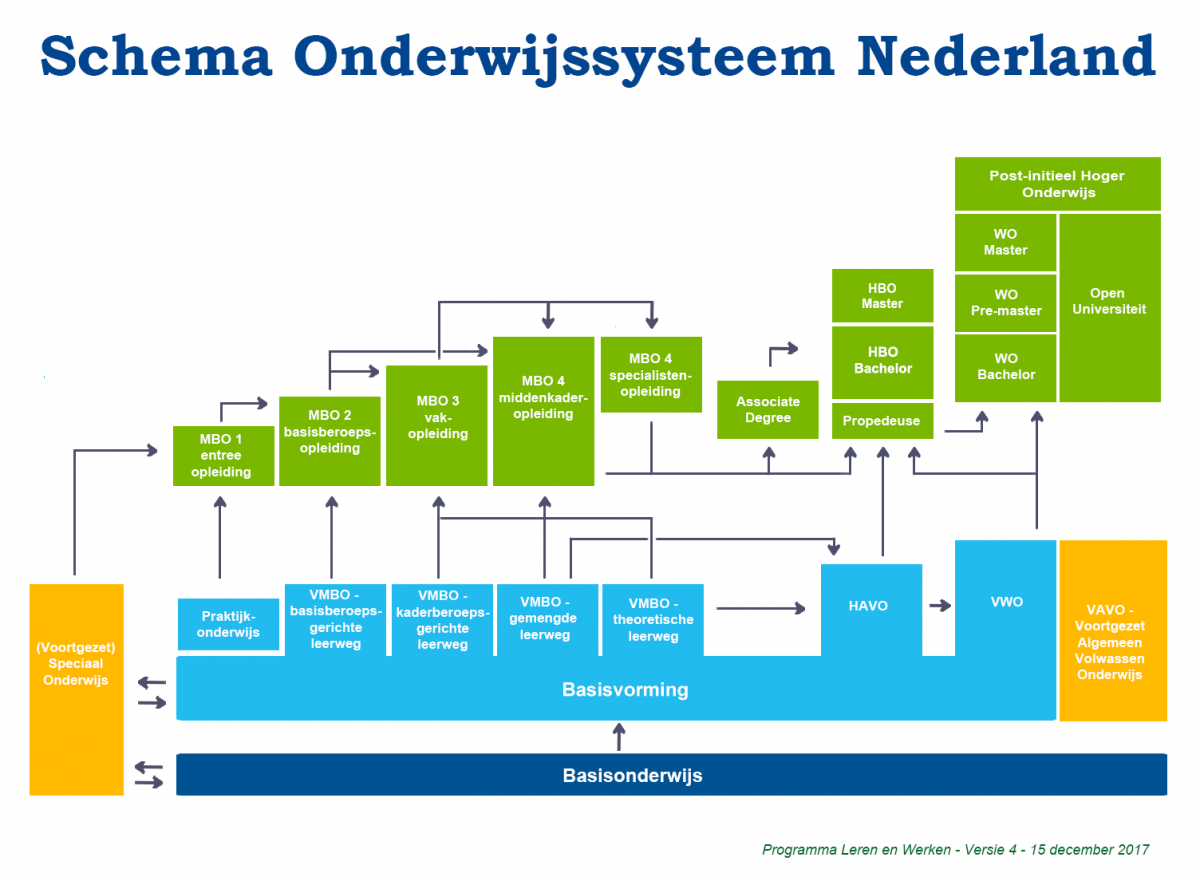 Schema Onderwijssysteem Nederland
Post-initieel Hoger
Onderwijs
WO
Master
WO
Pre-master
WO
Bachelor
Open
Universiteit
HBO
Master
HBO
Bachelor
Propedeuse
Associate
Degree
MBO 4
specialisten-
opleiding
MBO 4
middenkader-
opleiding
MBO 3
vak-
opleiding
MBO 2
basisberoeps-
opleiding
MBO 1
entree
opleiding
(Voortgezet)
Speciaal
Onderwijs
Praktijk-
onderwijs
VMBO -
basisberoeps-
gerichte
leerweg
VMBO -
kaderberoeps-
gerichte
leerweg
VMBO -
gemengde
leerweg
VMBO -
theoretische
leerweg
HAVO
VWO
VAVO -
Voortgezet
Algemeen
Volwassen
Onderwijs
Basisvorming
Basisonderwijs
Programma Leren en Werken - Versie 4 - 15 december 2017